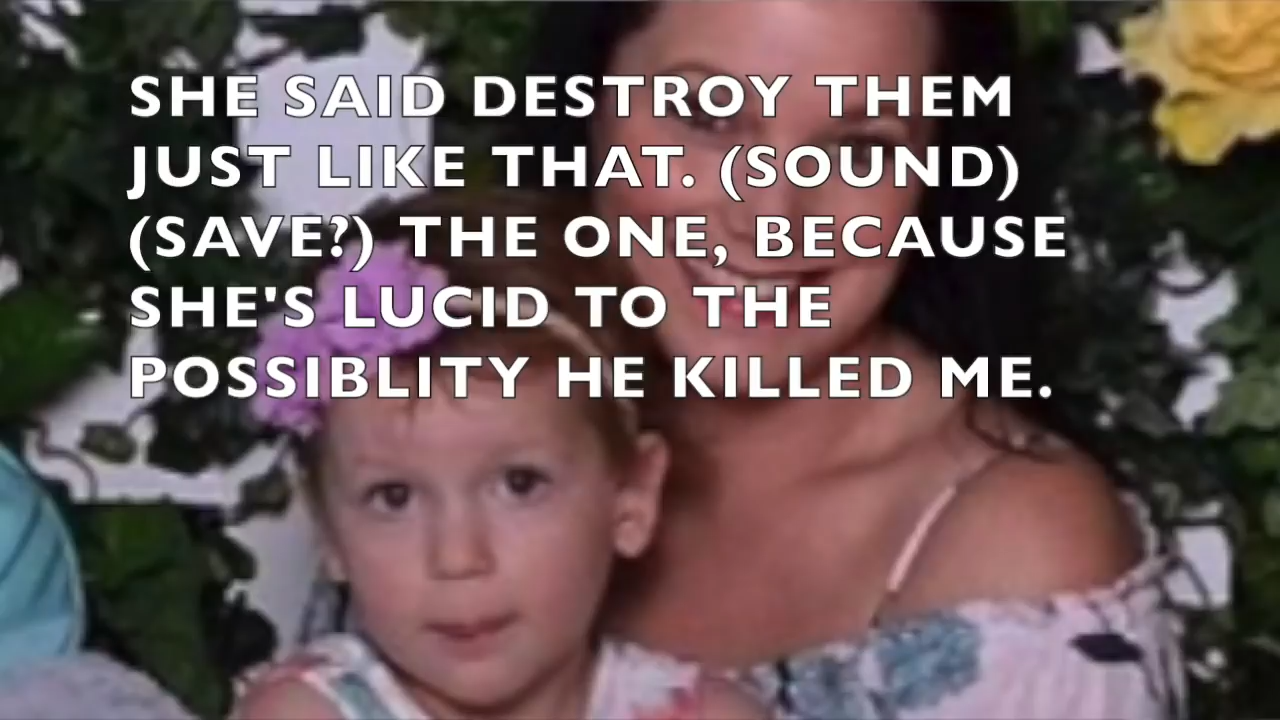 SHE SAID DESTROY THEM
JUST LIKE THAT. (SOUND)
(SAVE?) THE ONE, BECAUSE
SHE'S LUCID TO THE
POSSIBLITY HE KILLED ME.